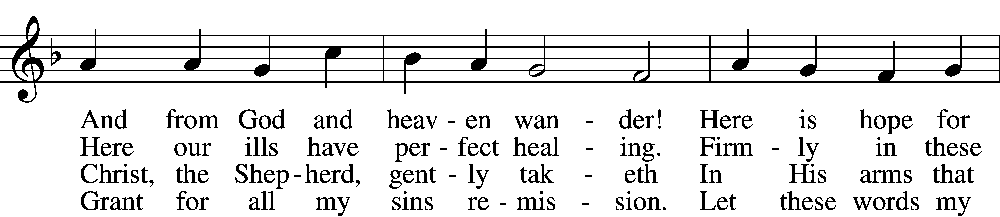 And from God and heav - en wan - der! Here is hope for
Here our ills have per - fect heal - ing. Firm - ly in these
Christ, the Shep - herd, gent - ly tak - eth In His arms that
Grant for all my sins re - mis - sion. Let these words my